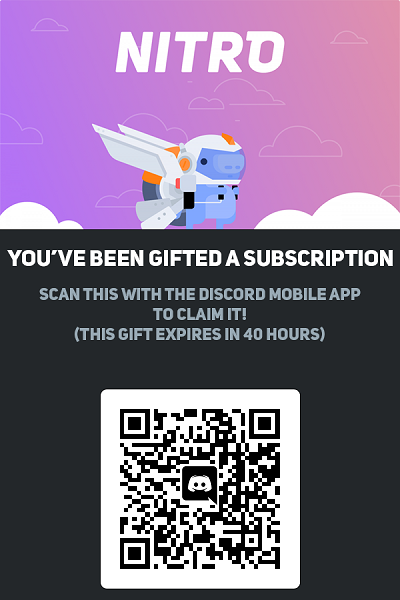 NITRO
YOU'VE BEEN GIFTED A SUBSCRIPTION
SCAN THIS WITH THE DISCORD MOBILE APP
TO CLAIM IT!
(THIS GIFT EXPIRES IN 40 HOURS)